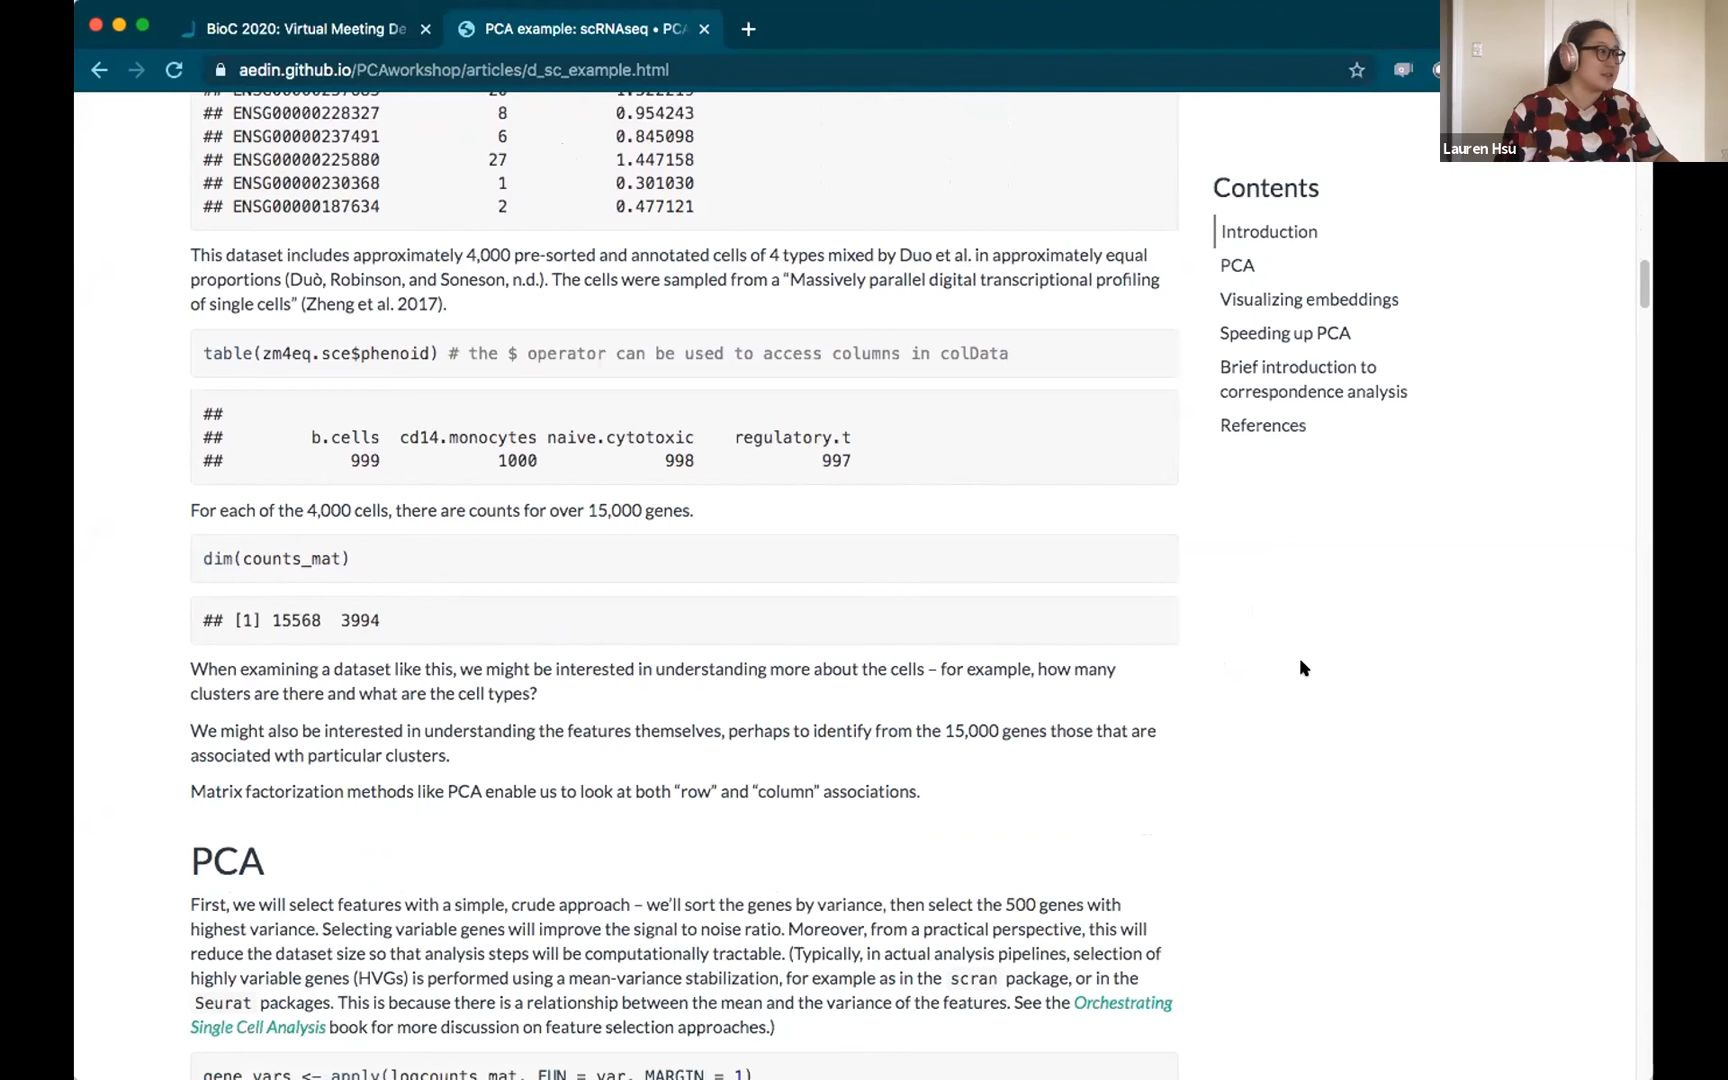 BioC 2020: Virtual Meeting De
PCA example: scRNAseq • PCA
aedin.github.io/PCAworkshop/articles/d_sc_example.html
Lauren Hsu
## ENSG00000228327 8 0.954243
## ENSG00000237491 6 0.845098
## ENSG00000225880 27 1.447158
## ENSG00000230368 1 0.301030
## ENSG00000187634 2 0.477121
This dataset includes approximately 4,000 pre-sorted and annotated cells of 4 types mixed by Duo et al. in approximately equal
proportions (Duò, Robinson, and Soneson, n.d.). The cells were sampled from a “Massively parallel digital transcriptional profiling
of single cells” (Zheng et al. 2017).
table(zm4eq.sce$phenoid) # the $ operator can be used to access columns in colData
##
## b.cells cd14.monocytes naive.cytotoxic regulatory.t
## 999 1000 998 997
For each of the 4,000 cells, there are counts for over 15,000 genes.
dim(counts_mat)
## [1] 15568 3994
When examining a dataset like this, we might be interested in understanding more about the cells – for example, how many
clusters are there and what are the cell types?
We might also be interested in understanding the features themselves, perhaps to identify from the 15,000 genes those that are
associated wth particular clusters.
Matrix factorization methods like PCA enable us to look at both “row” and “column” associations.
PCA
First, we will select features with a simple, crude approach – we’ll sort the genes by variance, then select the 500 genes with
highest variance. Selecting variable genes will improve the signal to noise ratio. Moreover, from a practical perspective, this will
reduce the dataset size so that analysis steps will be computationally tractable. (Typically, in actual analysis pipelines, selection of
highly variable genes (HVGs) is performed using a mean-variance stabilization, for example as in the scran package, or in the
Seurat packages. This is because there is a relationship between the mean and the variance of the features. See the Orchestrating
Single Cell Analysis book for more discussion on feature selection approaches.)
gene_vars <- apply(logcounts_mat, FUN = var, MARGIN = 1)
Contents
Introduction
PCA
Visualizing embeddings
Speeding up PCA
Brief introduction to
correspondence analysis
References